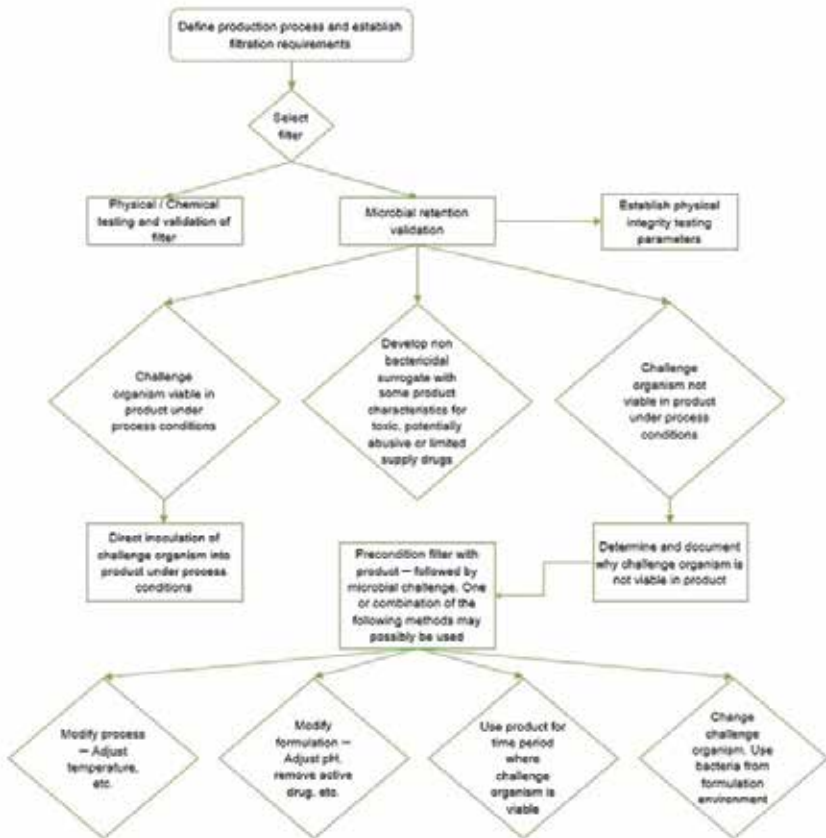 Define production process and establish
filtration requirements
Select
filter
Physical / Chemical
testing and validation of
filter
Microbial retention
validation
Establish physical
integrity testing
parameters
Challenge
organism viable in
product under
process conditions
Develop non
bactericidal
surrogate with
some product
characteristics for
toxic, potentially
abusive or limited
supply drugs
Challenge
organism not
viable in product
under process
conditions
Direct inoculation of
challenge organism into
product under process
conditions
Precondition filter with
product — followed by
microbial challenge. One
or combination of the
following methods may
possibly be used
Determine and document
why challenge organism is
not viable in product
Modify process
— Adjust
temperature,
etc.
Modify
formulation —
Adjust pH,
remove active
drug, etc.
Use product for
time period
where
challenge
organism is
viable
Change
challenge
organism. Use
bacteria from
formulation
environment